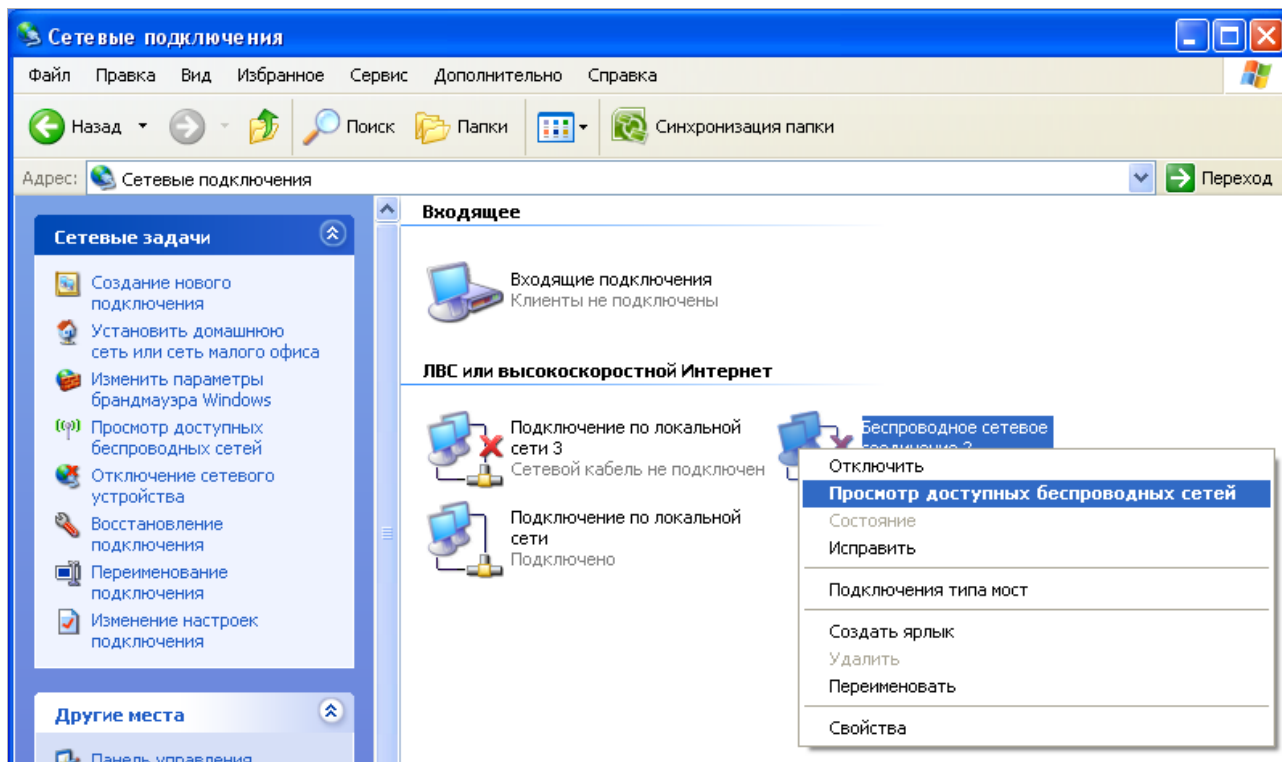 Сетевые подключения
Файл Правка Вид Избранное Сервис Дополнительно Справка
Назад Поиск Папки Синхронизация папки
Адрес: Сетевые подключения Переход
Сетевые задачи
Создание нового
подключения
Установить домашнюю
сеть или сеть малого офиса
Изменить параметры
брандмауэра Windows
Просмотр доступных
беспроводных сетей
Отключение сетевого
устройства
Восстановление
подключения
Переименование
подключения
Изменение настроек
подключения
Другие места
Панель управления
Входящее
Входящие подключения
Клиенты не подключены
ЛВС или высокоскоростной Интернет
Подключение по локальной
сети 3
Сетевой кабель не подключен
Беспроводное сетевое
соединение 2
Подключение по локальной
сети
Подключено
Отключить
Просмотр доступных беспроводных сетей
Состояние
Исправить
Подключения типа мост
Создать ярлык
Удалить
Переименовать
Свойства